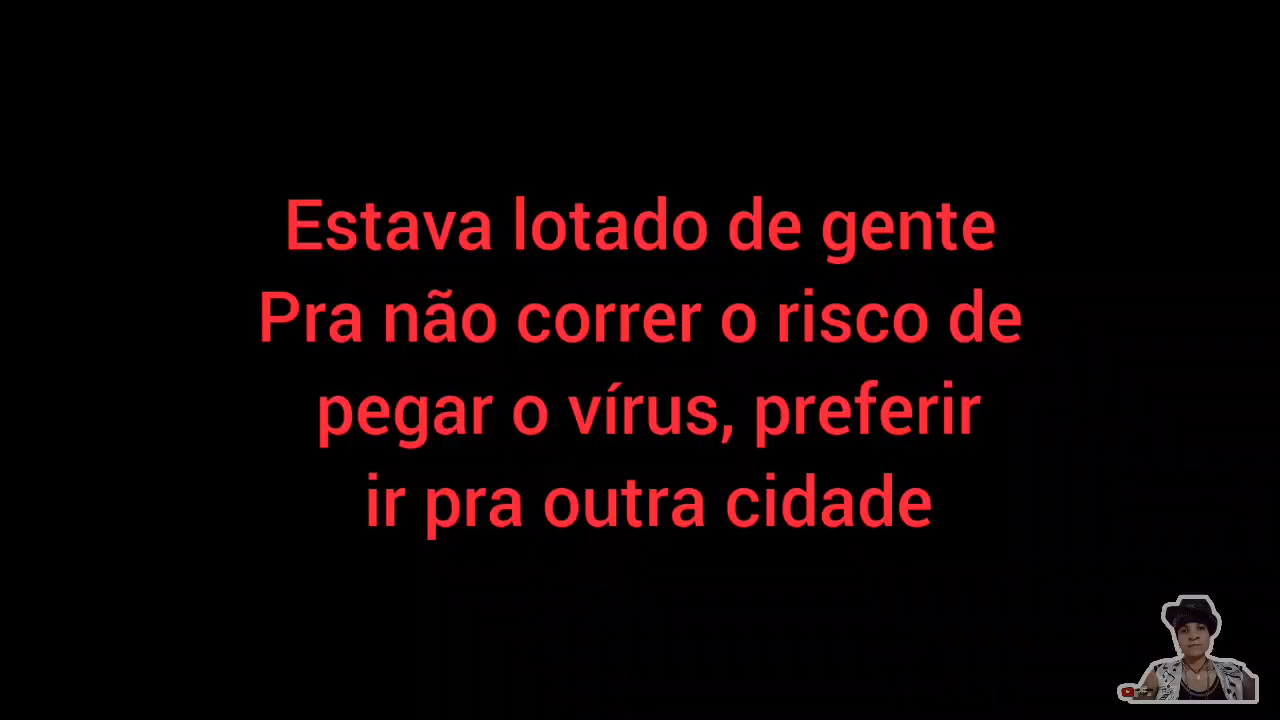 Estava lotado de gente
Pra não correr o risco de
pegar o vírus, preferir
ir pra outra cidade